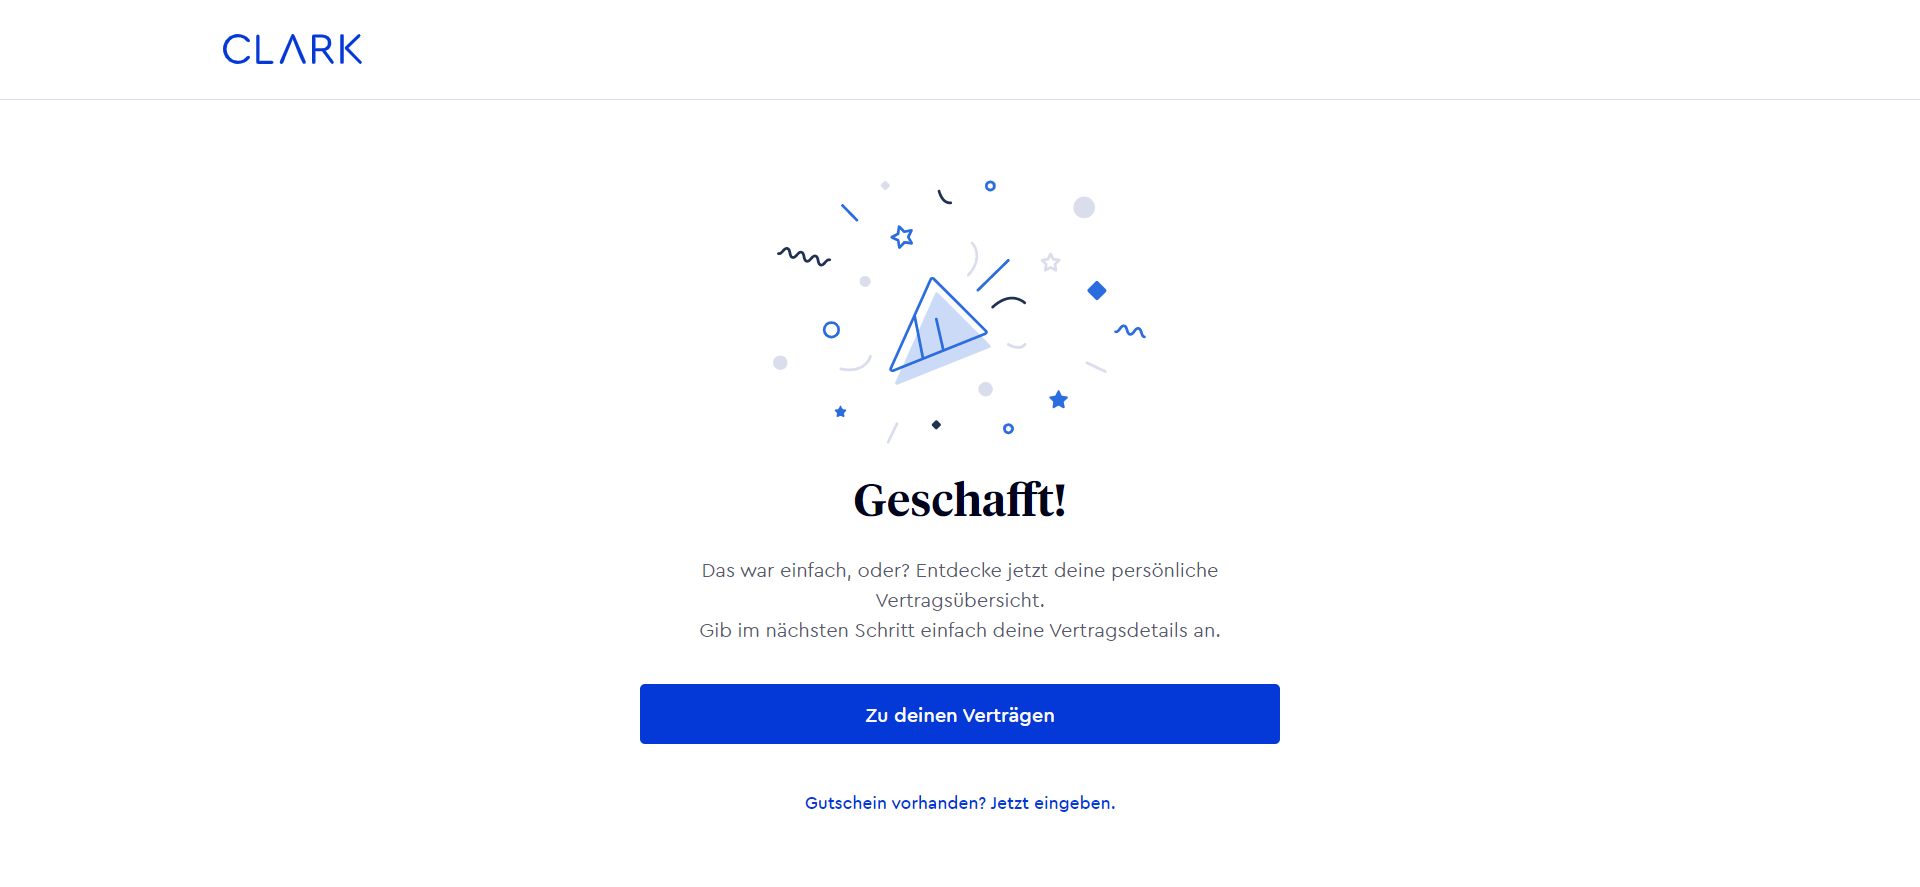 CLARK
Geschafft!
Das war einfach, oder? Entdecke jetzt deine persönliche
Vertragsübersicht.
Gib im nächsten Schritt einfach deine Vertragsdetails an.
Zu deinen Verträgen
Gutschein vorhanden? Jetzt eingeben.